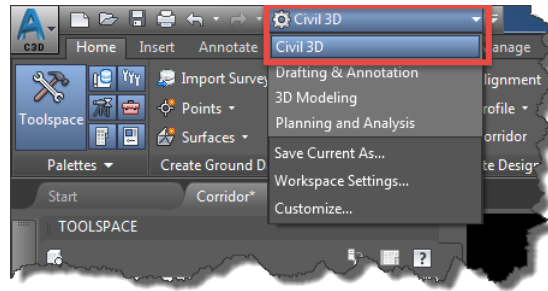 Civil 3D
C3D
Home Insert Annotate
Civil 3D
anage
Import Survey
Drafting & Annotation
lignment
Toolspace
Points
3D Modeling
rofile
Surfaces
Planning and Analysis
orridor
Palettes
Create Ground D
Save Current As...
te Design
Workspace Settings...
Start
Corridor*
Customize...
TOOLSPACE
?